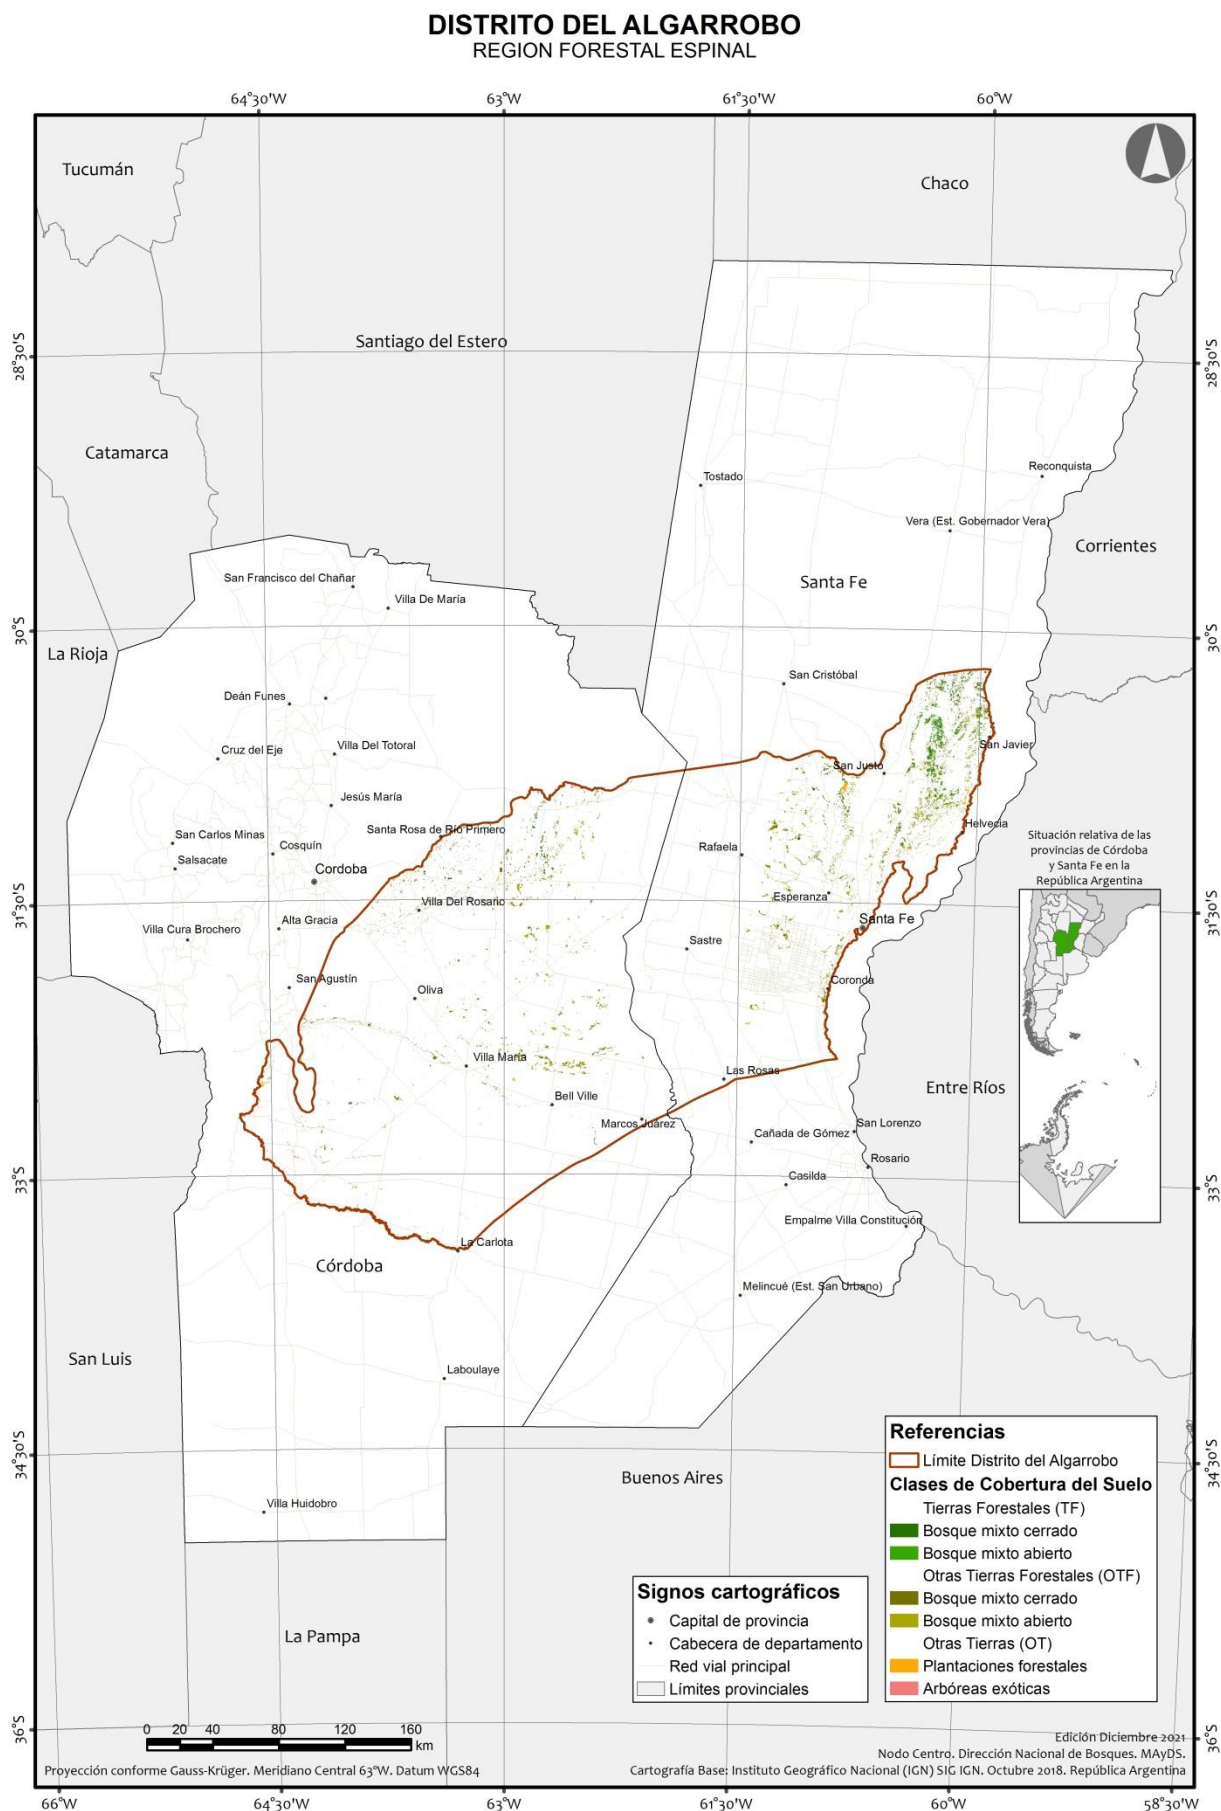 DISTRITO DEL ALGARROBO
REGION FORESTAL ESPINAL
64°30'W
63°W
61°30'W
60°W
Tucumán
Chaco
Santiago del Estero
28°30'S
28°30'S
Catamarca
Tostado
Reconquista
Vera (Est. Gobernador Vera)
Corrientes
San Francisco del Chañar
Santa Fe
Villa De María
30°S
30°S
La Rioja
San Cristóbal
Deán Funes
Cruz del Eje
Villa Del Totoral
San Javier
San Justo
Jesús María
Santa Rosa de Río Primero
Helvecia
San Carlos Minas
Cosquín
Rafaela
Salsacate
Cordoba
Esperanza
Villa Del Rosario
31°30'S
31°30'S
Alta Gracia
Santa Fe
Villa Cura Brochero
Sastre
San Agustín
Coronda
Oliva
Villa María
Las Rosas
Entre Ríos
Bell Ville
Marcos Juárez
San Lorenzo
Cañada de Gómez
Rosario
Casilda
33°S
33°S
Empalme Villa Constitución
La Carlota
Córdoba
Melincué (Est. San Urbano)
San Luis
Laboulaye
34°30'S
34°30'S
Buenos Aires
Villa Huidobro
La Pampa
36°S
36°S
Situación relativa de las
provincias de Córdoba
y Santa Fe en la
República Argentina
Referencias
Límite Distrito del Algarrobo
Clases de Cobertura del Suelo
Tierras Forestales (TF)
Bosque mixto cerrado
Bosque mixto abierto
Otras Tierras Forestales (OTF)
Bosque mixto cerrado
Bosque mixto abierto
Otras Tierras (OT)
Plantaciones forestales
Arbóreas exóticas
Signos cartográficos
Capital de provincia
Cabecera de departamento
Red vial principal
Límites provinciales
0 20 40 80 120 160
km
Proyección conforme Gauss-Krüger. Meridiano Central 63°W. Datum WGS84
Edición Diciembre 2021
Nodo Centro. Dirección Nacional de Bosques. MAyDS.
Cartografía Base: Instituto Geográfico Nacional (IGN) SIG IGN. Octubre 2018. República Argentina
66°W
64°30'W
63°W
61°30'W
60°W
58°30'W